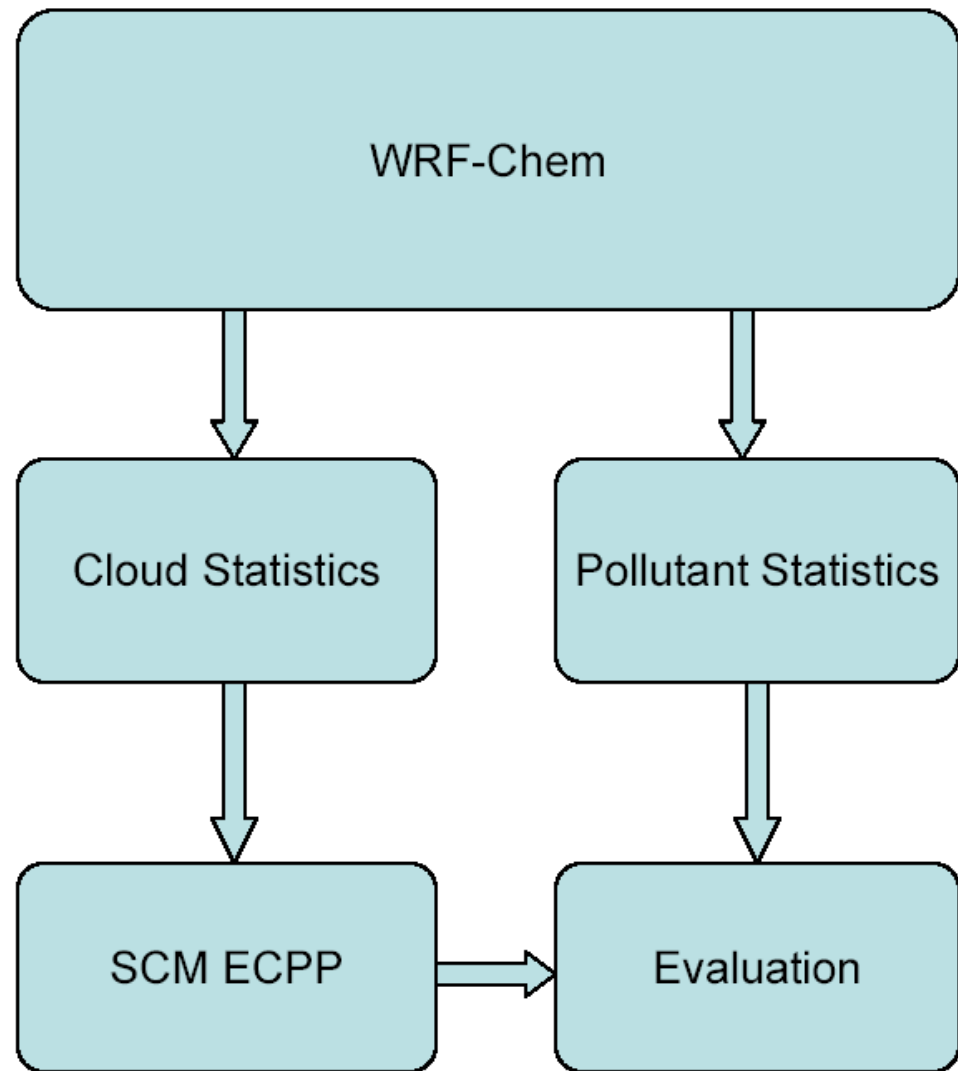 WRF-Chem
Cloud Statistics
Pollutant Statistics
SCM ECPP
Evaluation